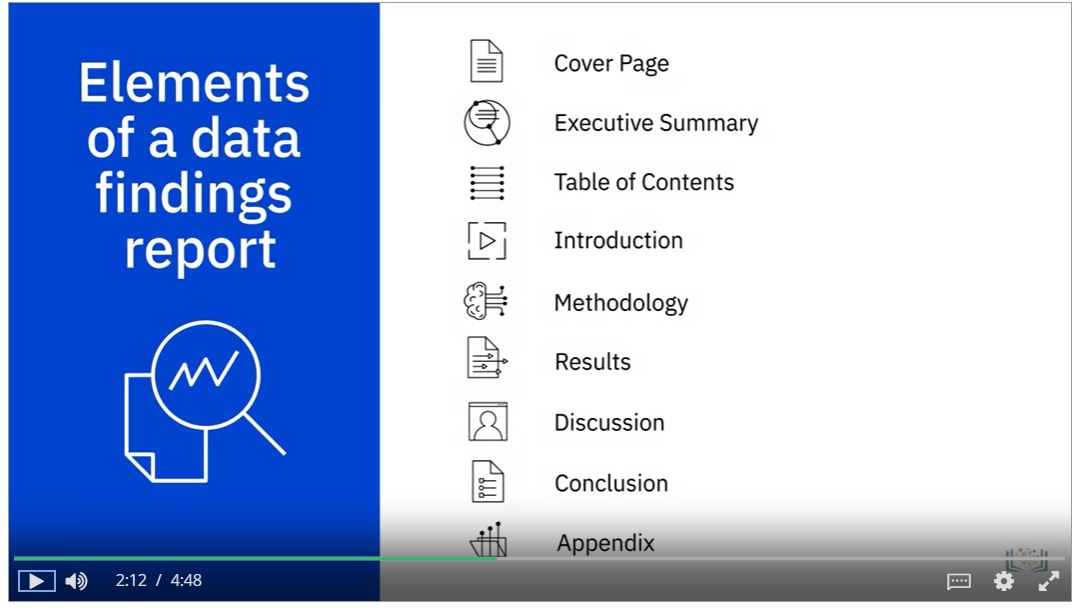 Elements
of a data
findings
report
Cover Page
Executive Summary
Table of Contents
Introduction
Methodology
Results
Discussion
Conclusion
Appendix
2:12 / 4:48